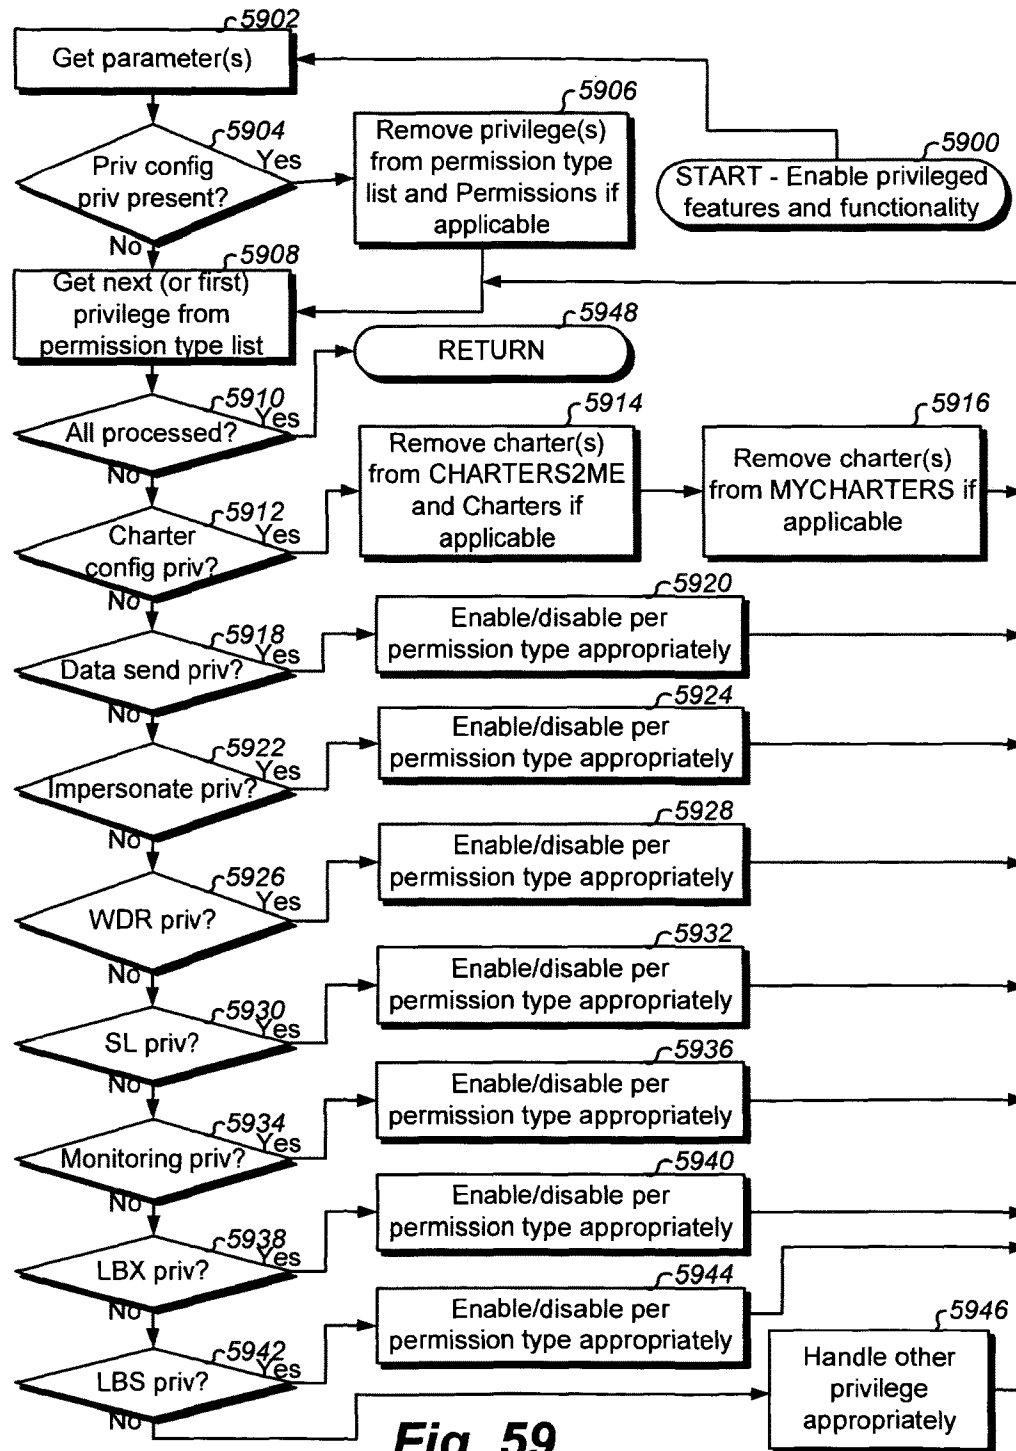 5902
Get parameter(s)
5904
Priv config
priv present?
Yes
No
5906
Remove privilege(s)
from permission type
list and Permissions if
applicable
5900
START - Enable privileged
features and functionality
5908
Get next (or first)
privilege from
permission type list
5948
RETURN
5910
All processed?
Yes
No
5912
Charter
config priv?
Yes
No
5914
Remove charter(s)
from CHARTERS2ME
and Charters if
applicable
5916
Remove charter(s)
from MYCHARTERS if
applicable
5918
Data send priv?
Yes
No
5920
Enable/disable per
permission type appropriately
5922
Impersonate priv?
Yes
No
5924
Enable/disable per
permission type appropriately
5926
WDR priv?
Yes
No
5928
Enable/disable per
permission type appropriately
5930
SL priv?
Yes
No
5932
Enable/disable per
permission type appropriately
5934
Monitoring priv?
Yes
No
5936
Enable/disable per
permission type appropriately
5938
LBX priv?
Yes
No
5940
Enable/disable per
permission type appropriately
5942
LBS priv?
Yes
No
5944
Enable/disable per
permission type appropriately
5946
Handle other
privilege
appropriately
Fig. 59